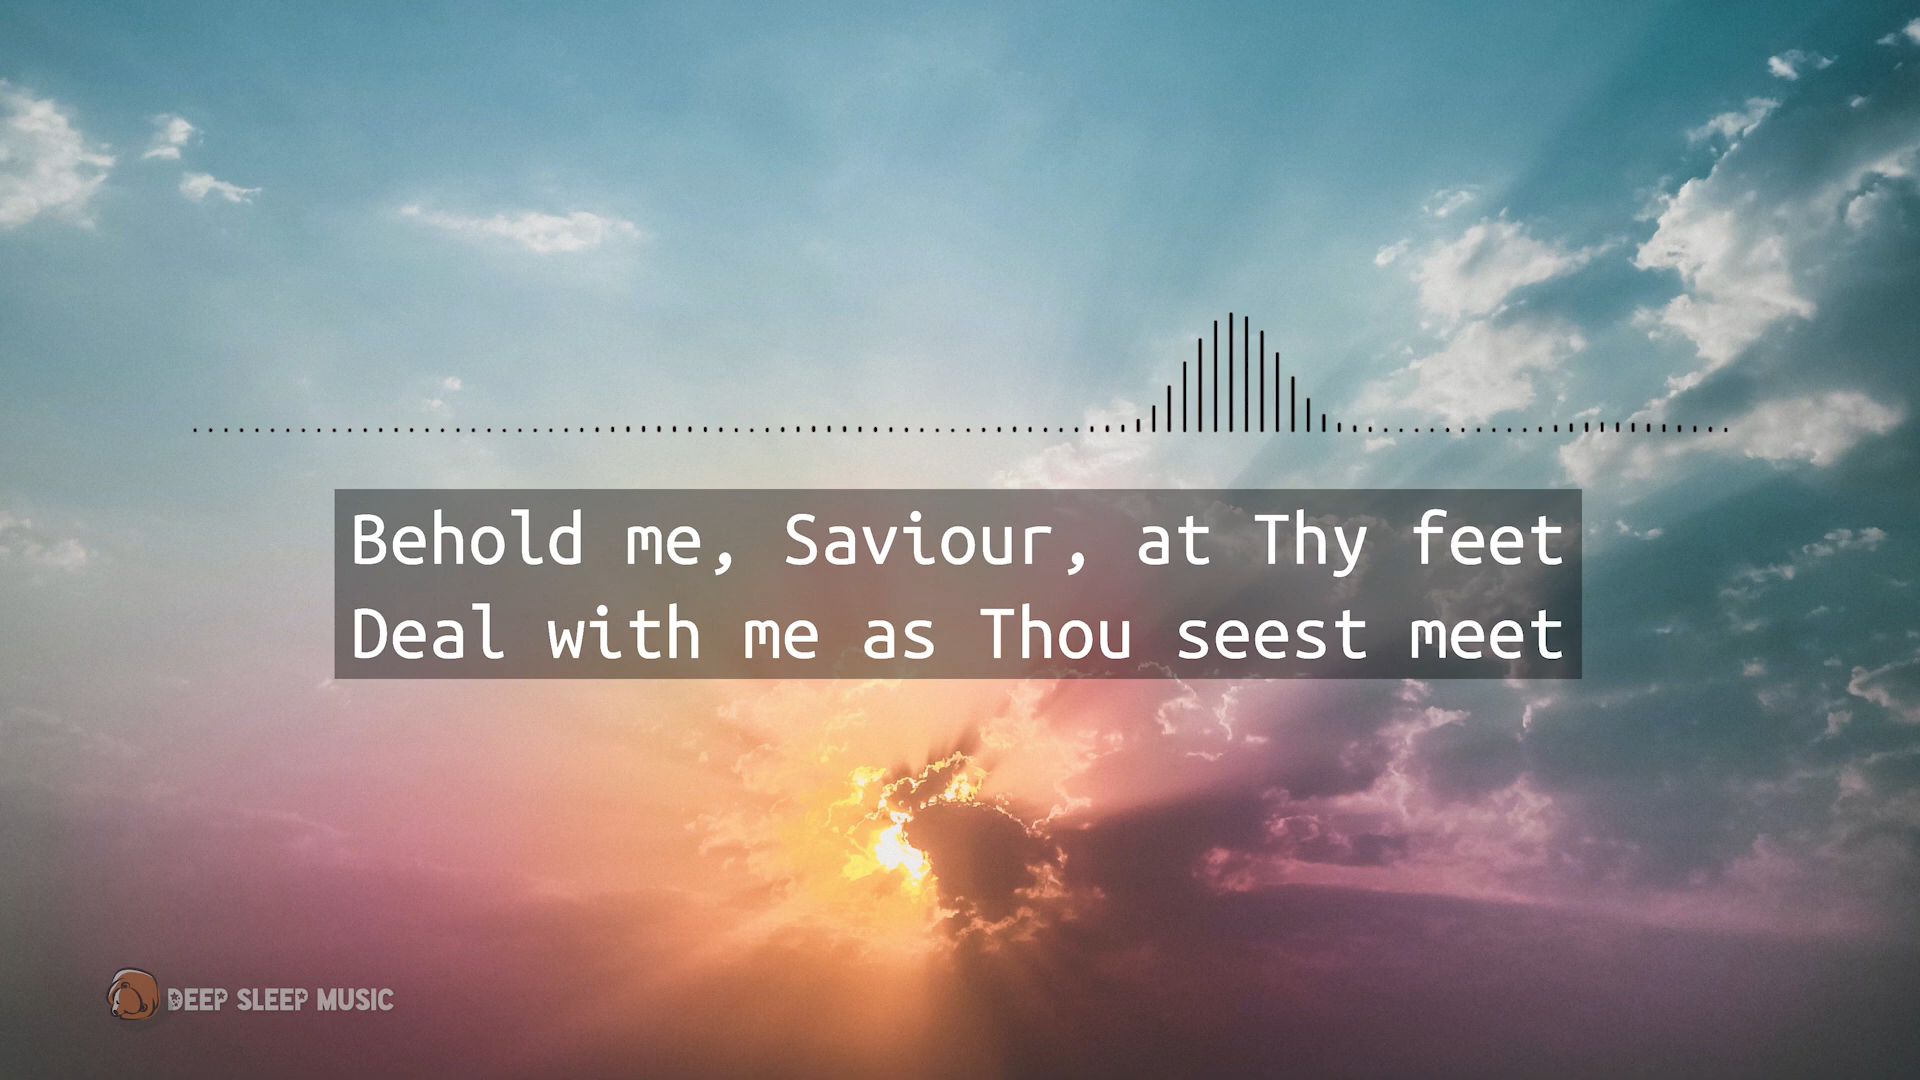 Behold me, Saviour, at Thy feet
Deal with me as Thou seest meet
DEEP SLEEP MUSIC